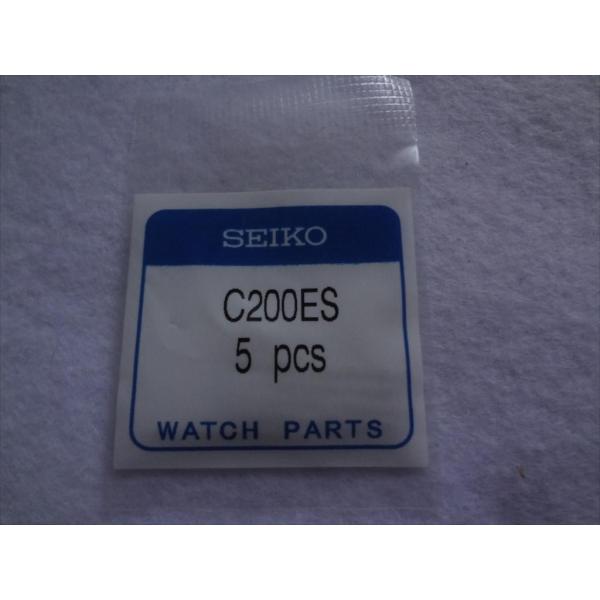 SEIKO
C200ES
5 pcs
WATCH PARTS